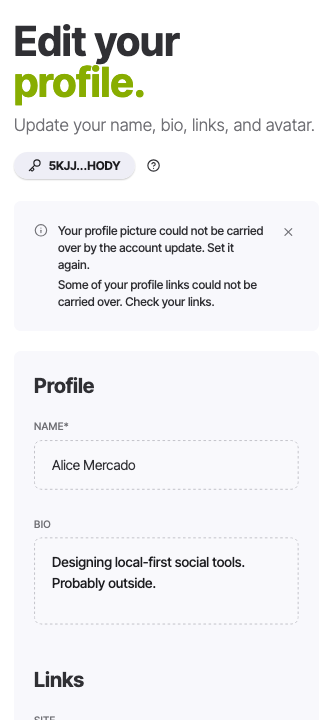 Edit your
profile.
Update your name, bio, links, and avatar.
5KJJ...HODY
Your profile picture could not be carried
over by the account update. Set it
again.
Some of your profile links could not be
carried over. Check your links.
Profile
NAME*
Alice Mercado
BIO
Designing local-first social tools.
Probably outside.
Links
SITE